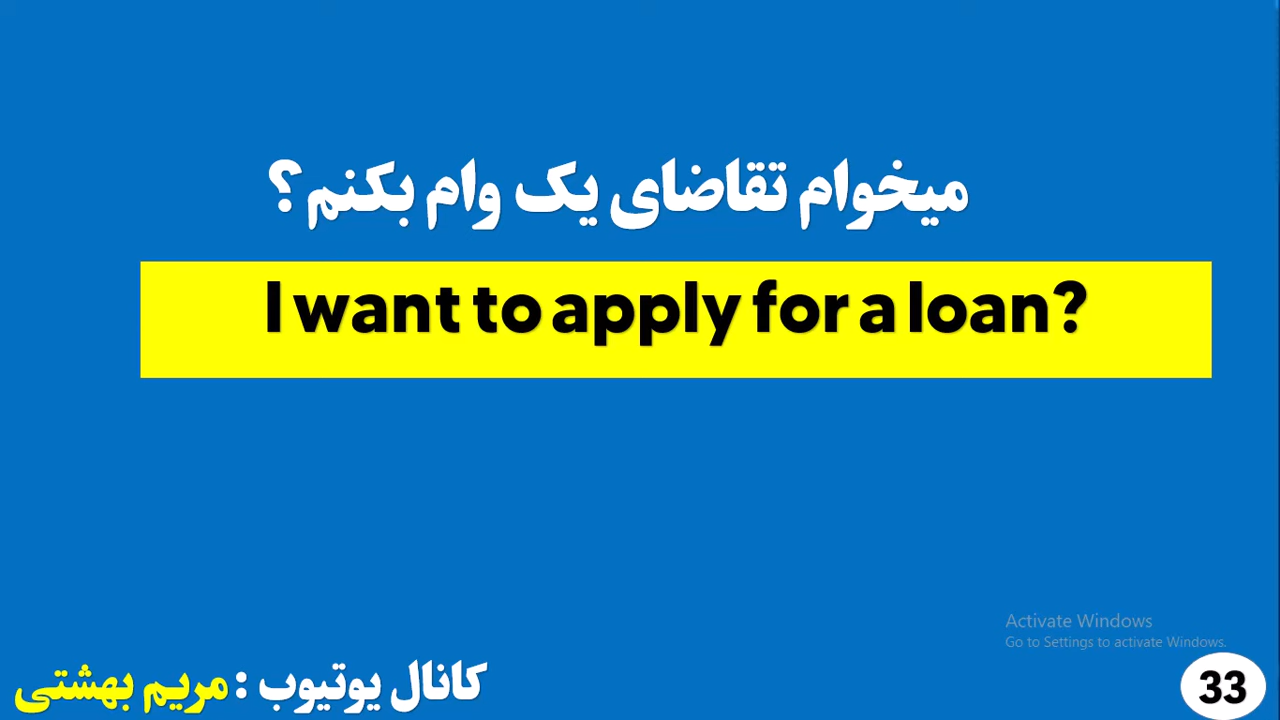 میخوام تقاضای یک وام بکنم؟
I want to apply for a loan?
Activate Windows
Go to Settings to activate Windows.
کانال یوتیوب : مریم بهشتی
33